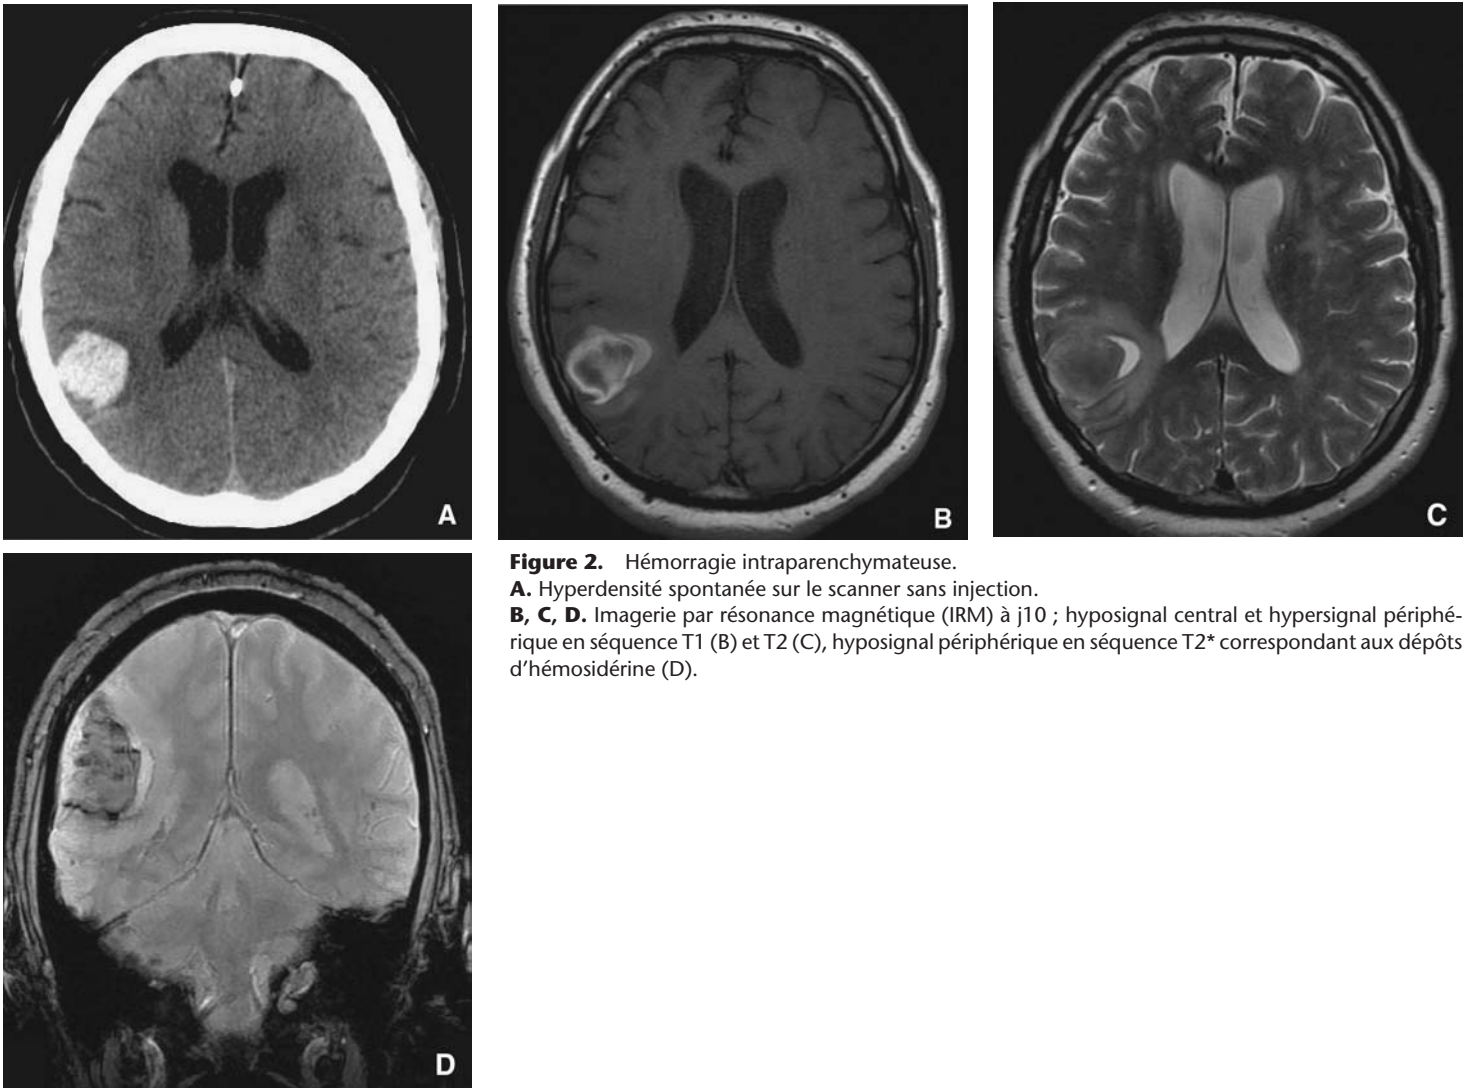 A
B
C
Figure 2. Hémorragie intraparenchymateuse.
A. Hyperdensité spontanée sur le scanner sans injection.
B, C, D. Imagerie par résonance magnétique (IRM) à j10 ; hyposignal central et hypersignal périphé-
rique en séquence T1 (B) et T2 (C), hyposignal périphérique en séquence T2* correspondant aux dépôts
d'hémosidérine (D).
D